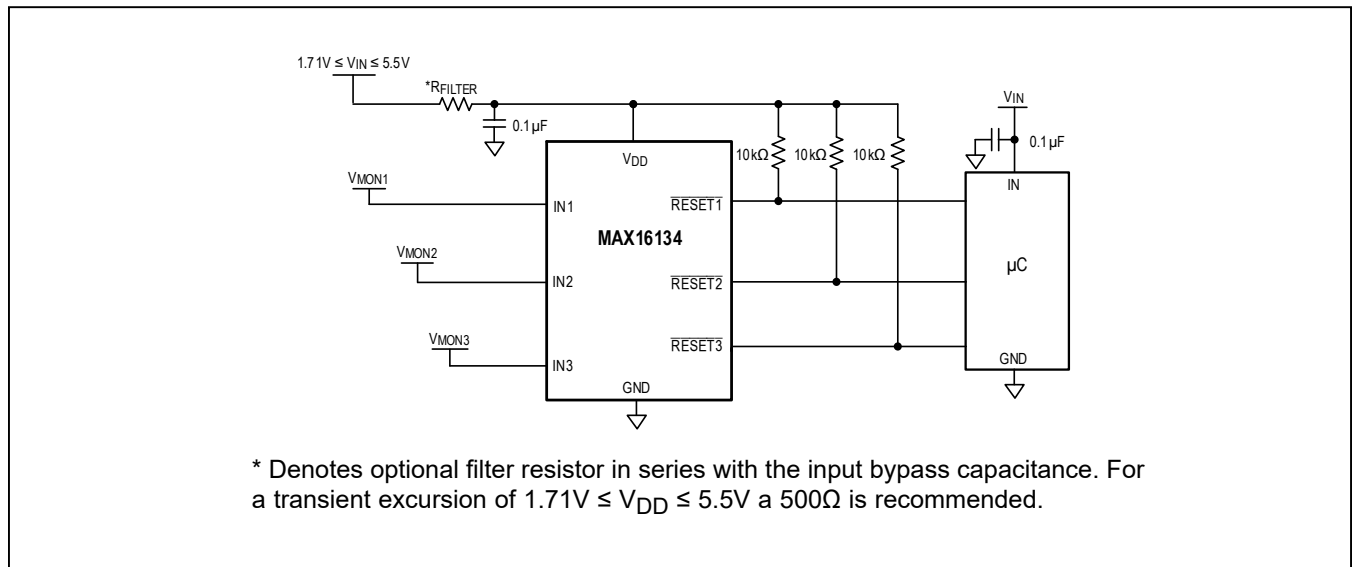 1.71V ≤ VIN ≤ 5.5V
*RFILTER
0.1µF
VIN
0.1µF
10kΩ 10kΩ 10kΩ
VDD
IN
VMON1
IN1
RESET1
MAX16134
µC
VMON2
IN2
RESET2
VMON3
IN3
RESET3
GND
GND
* Denotes optional filter resistor in series with the input bypass capacitance. For
a transient excursion of 1.71V ≤ VDD ≤ 5.5V a 500Ω is recommended.